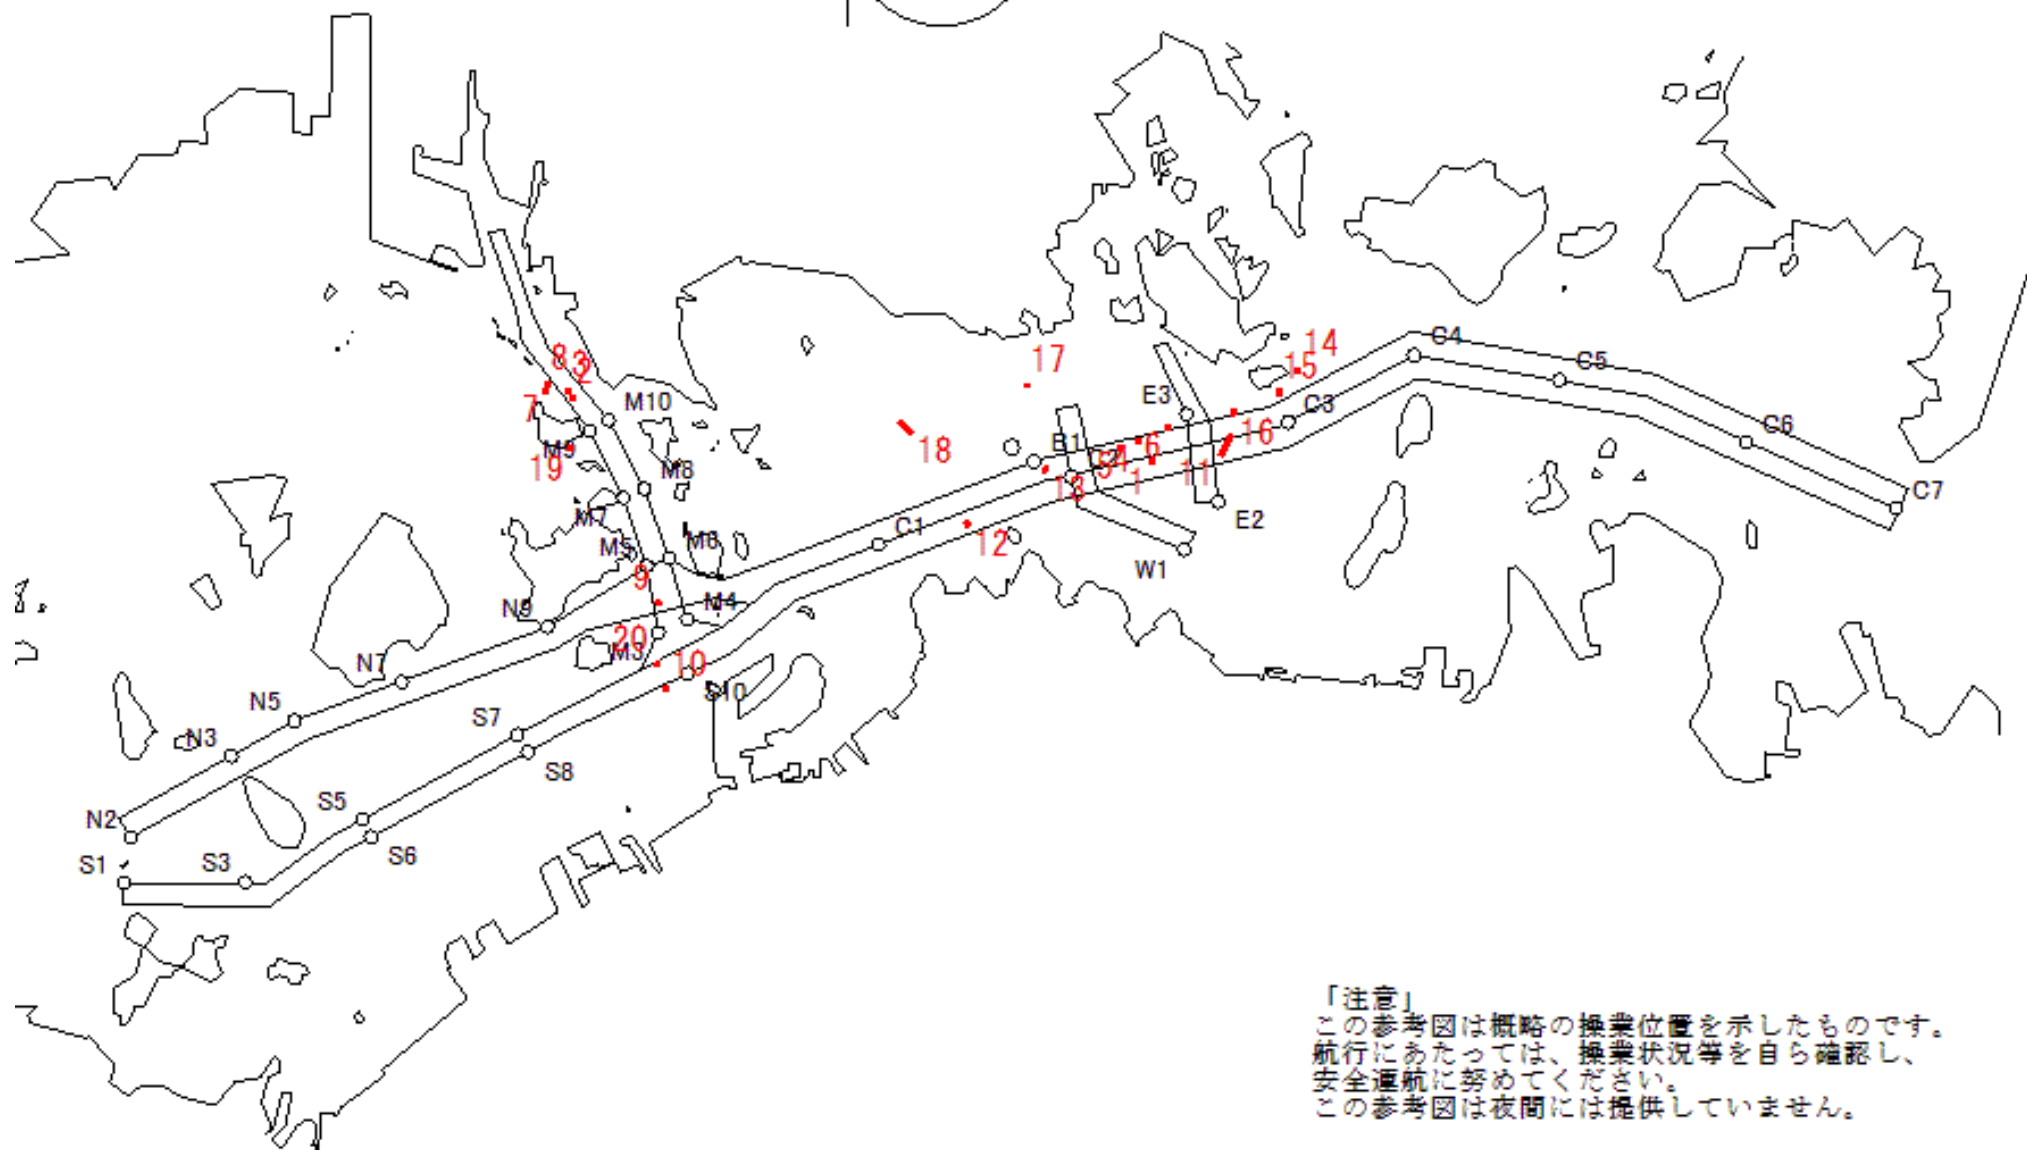 14
C4
17
15
C5
8
3
2
7
M10
E3
C3
16
C6
M9
B1
6
18
19
M8
5
4
11
13
1
C7
E2
M7
C1
12
M5
M6
W1
9
N9
M4
20
M3
10
N7
S10
N5
S7
N3
S8
S5
N2
S6
S1
S3
「注意」
この参考図は概略の操業位置を示したものです。
航行にあたっては、操業状況等を自ら確認し、
安全運航に努めてください。
この参考図は夜間には提供していません。